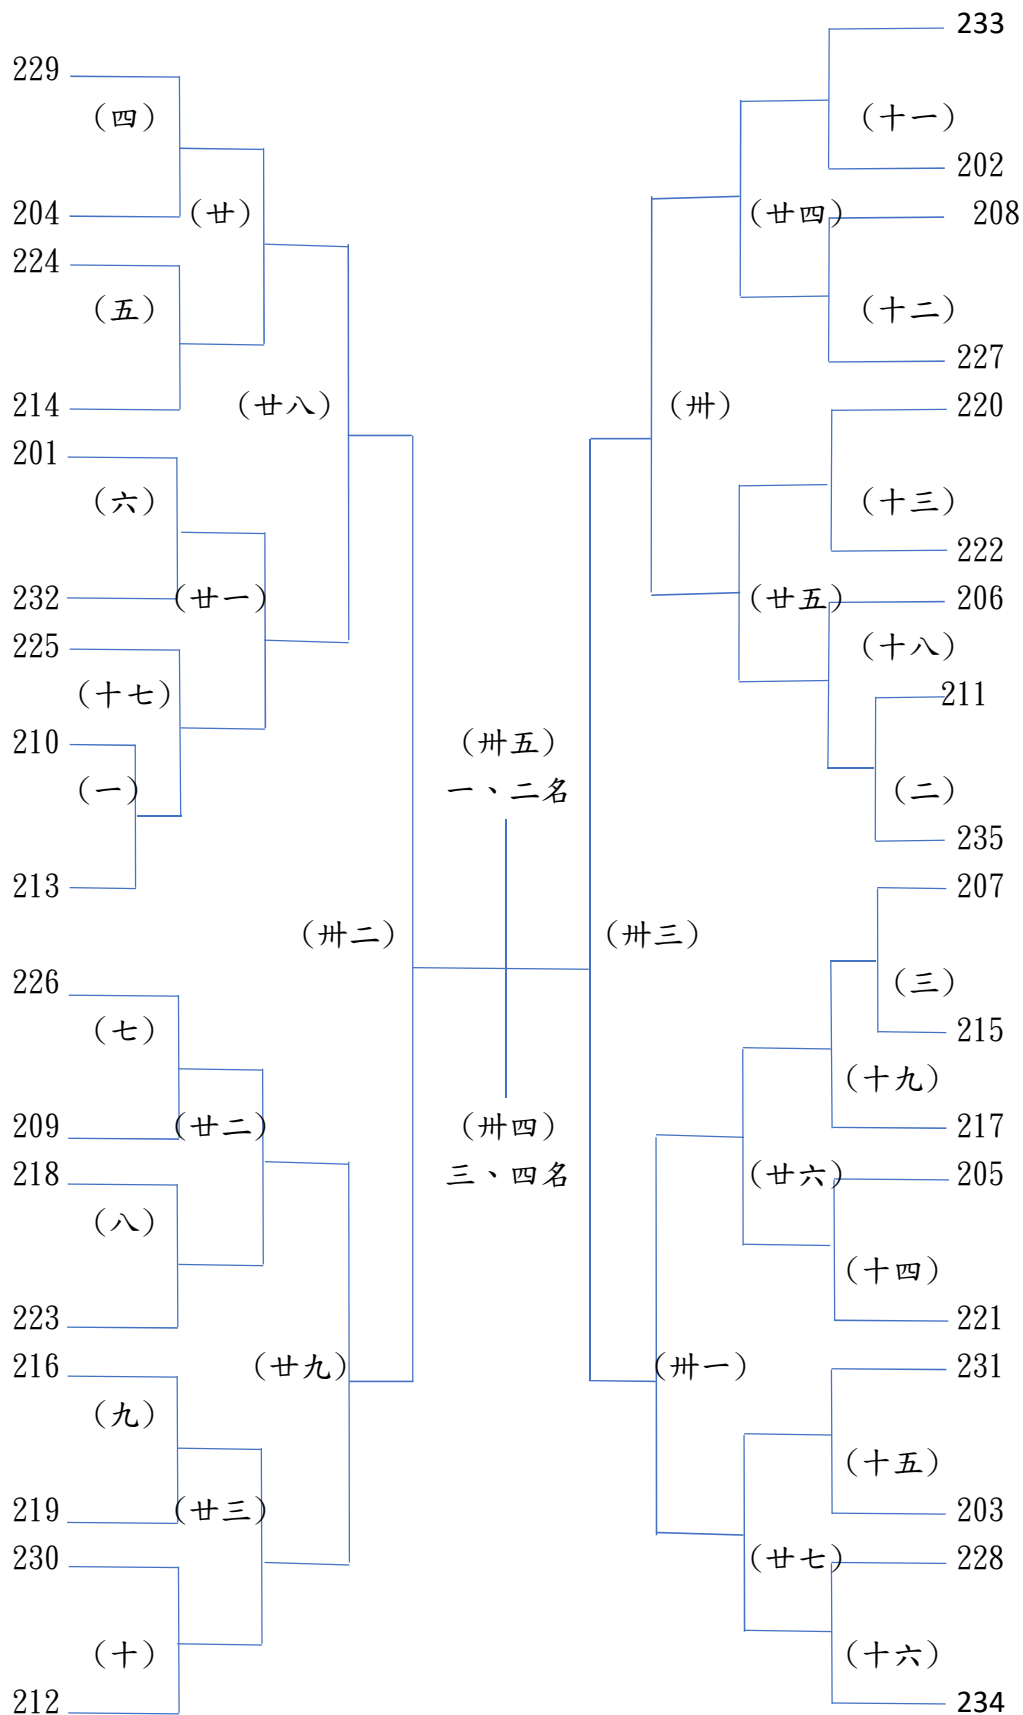 233
229
（四）
（十一）
202
204
（廿）
（廿四）
208
224
（五）
（十二）
227
214
（廿八）
（卅）
220
201
（六）
（十三）
222
232
（廿一）
（廿五）
206
225
（十八）
（十七）
211
210
（卅五）
（一）
一、二名
（二）
235
213
207
（卅二）
（卅三）
226
（三）
（七）
215
（十九）
209
（廿二）
（卅四）
217
218
三、四名
（廿六）
205
（八）
（十四）
223
221
216
（廿九）
（卅一）
231
（九）
（十五）
219
（廿三）
203
230
（廿七）
228
（十）
（十六）
212
234